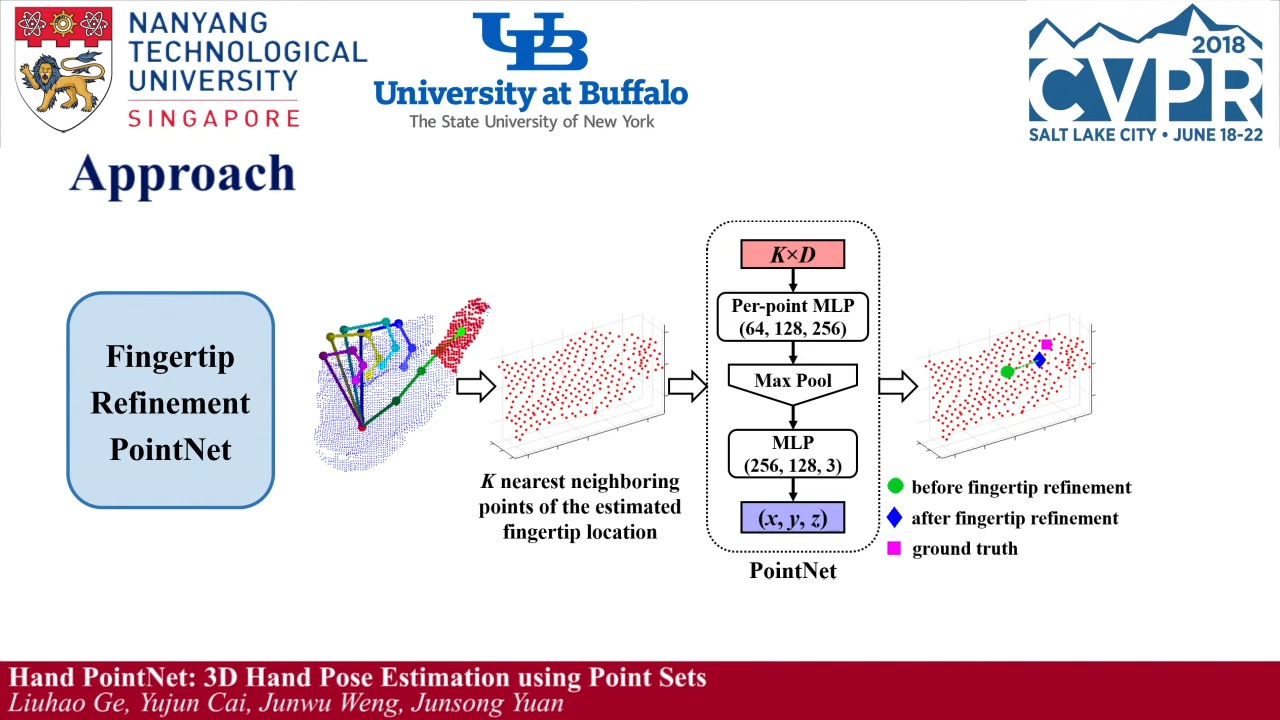 NANYANG
TECHNOLOGICAL
UNIVERSITY
SINGAPORE
UB
University at Buffalo
The State University of New York
2018
CVPR
SALT LAKE CITY • JUNE 18-22
Approach
Fingertip
Refinement
PointNet
K nearest neighboring
points of the estimated
fingertip location
K×D
Per-point MLP
(64, 128, 256)
Max Pool
MLP
(256, 128, 3)
(x, y, z)
PointNet
before fingertip refinement
after fingertip refinement
ground truth
Hand PointNet: 3D Hand Pose Estimation using Point Sets
Liuhao Ge, Yujun Cai, Junwu Weng, Junsong Yuan